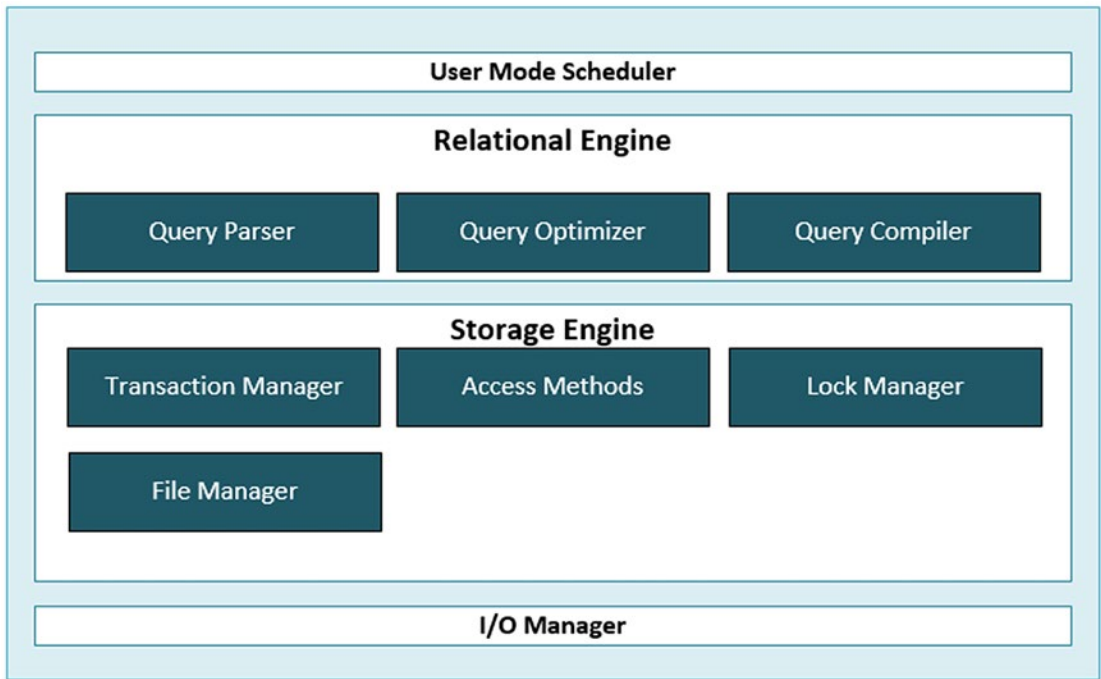 User Mode Scheduler
Relational Engine
Query Parser
Query Optimizer
Query Compiler
Storage Engine
Transaction Manager
Access Methods
Lock Manager
File Manager
I/O Manager